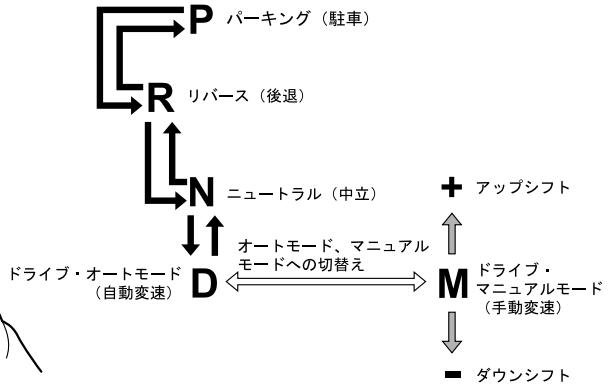 P パーキング（駐車）
R リバース（後退）
N ニュートラル（中立）
+ アップシフト
オートモード、マニュアル
モードへの切替え
ドライブ・オートモード
（自動変速）
D
M
ドライブ・
マニュアルモード
（手動変速）
- ダウンシフト